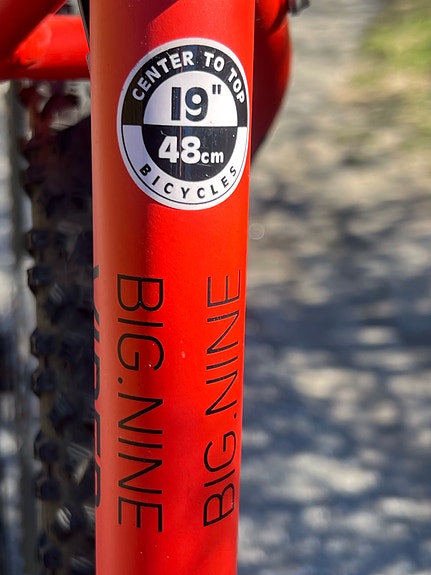 CENTER TO TOP
19"
48cm
BICYCLES
BIG.NINE
BIG.NINE